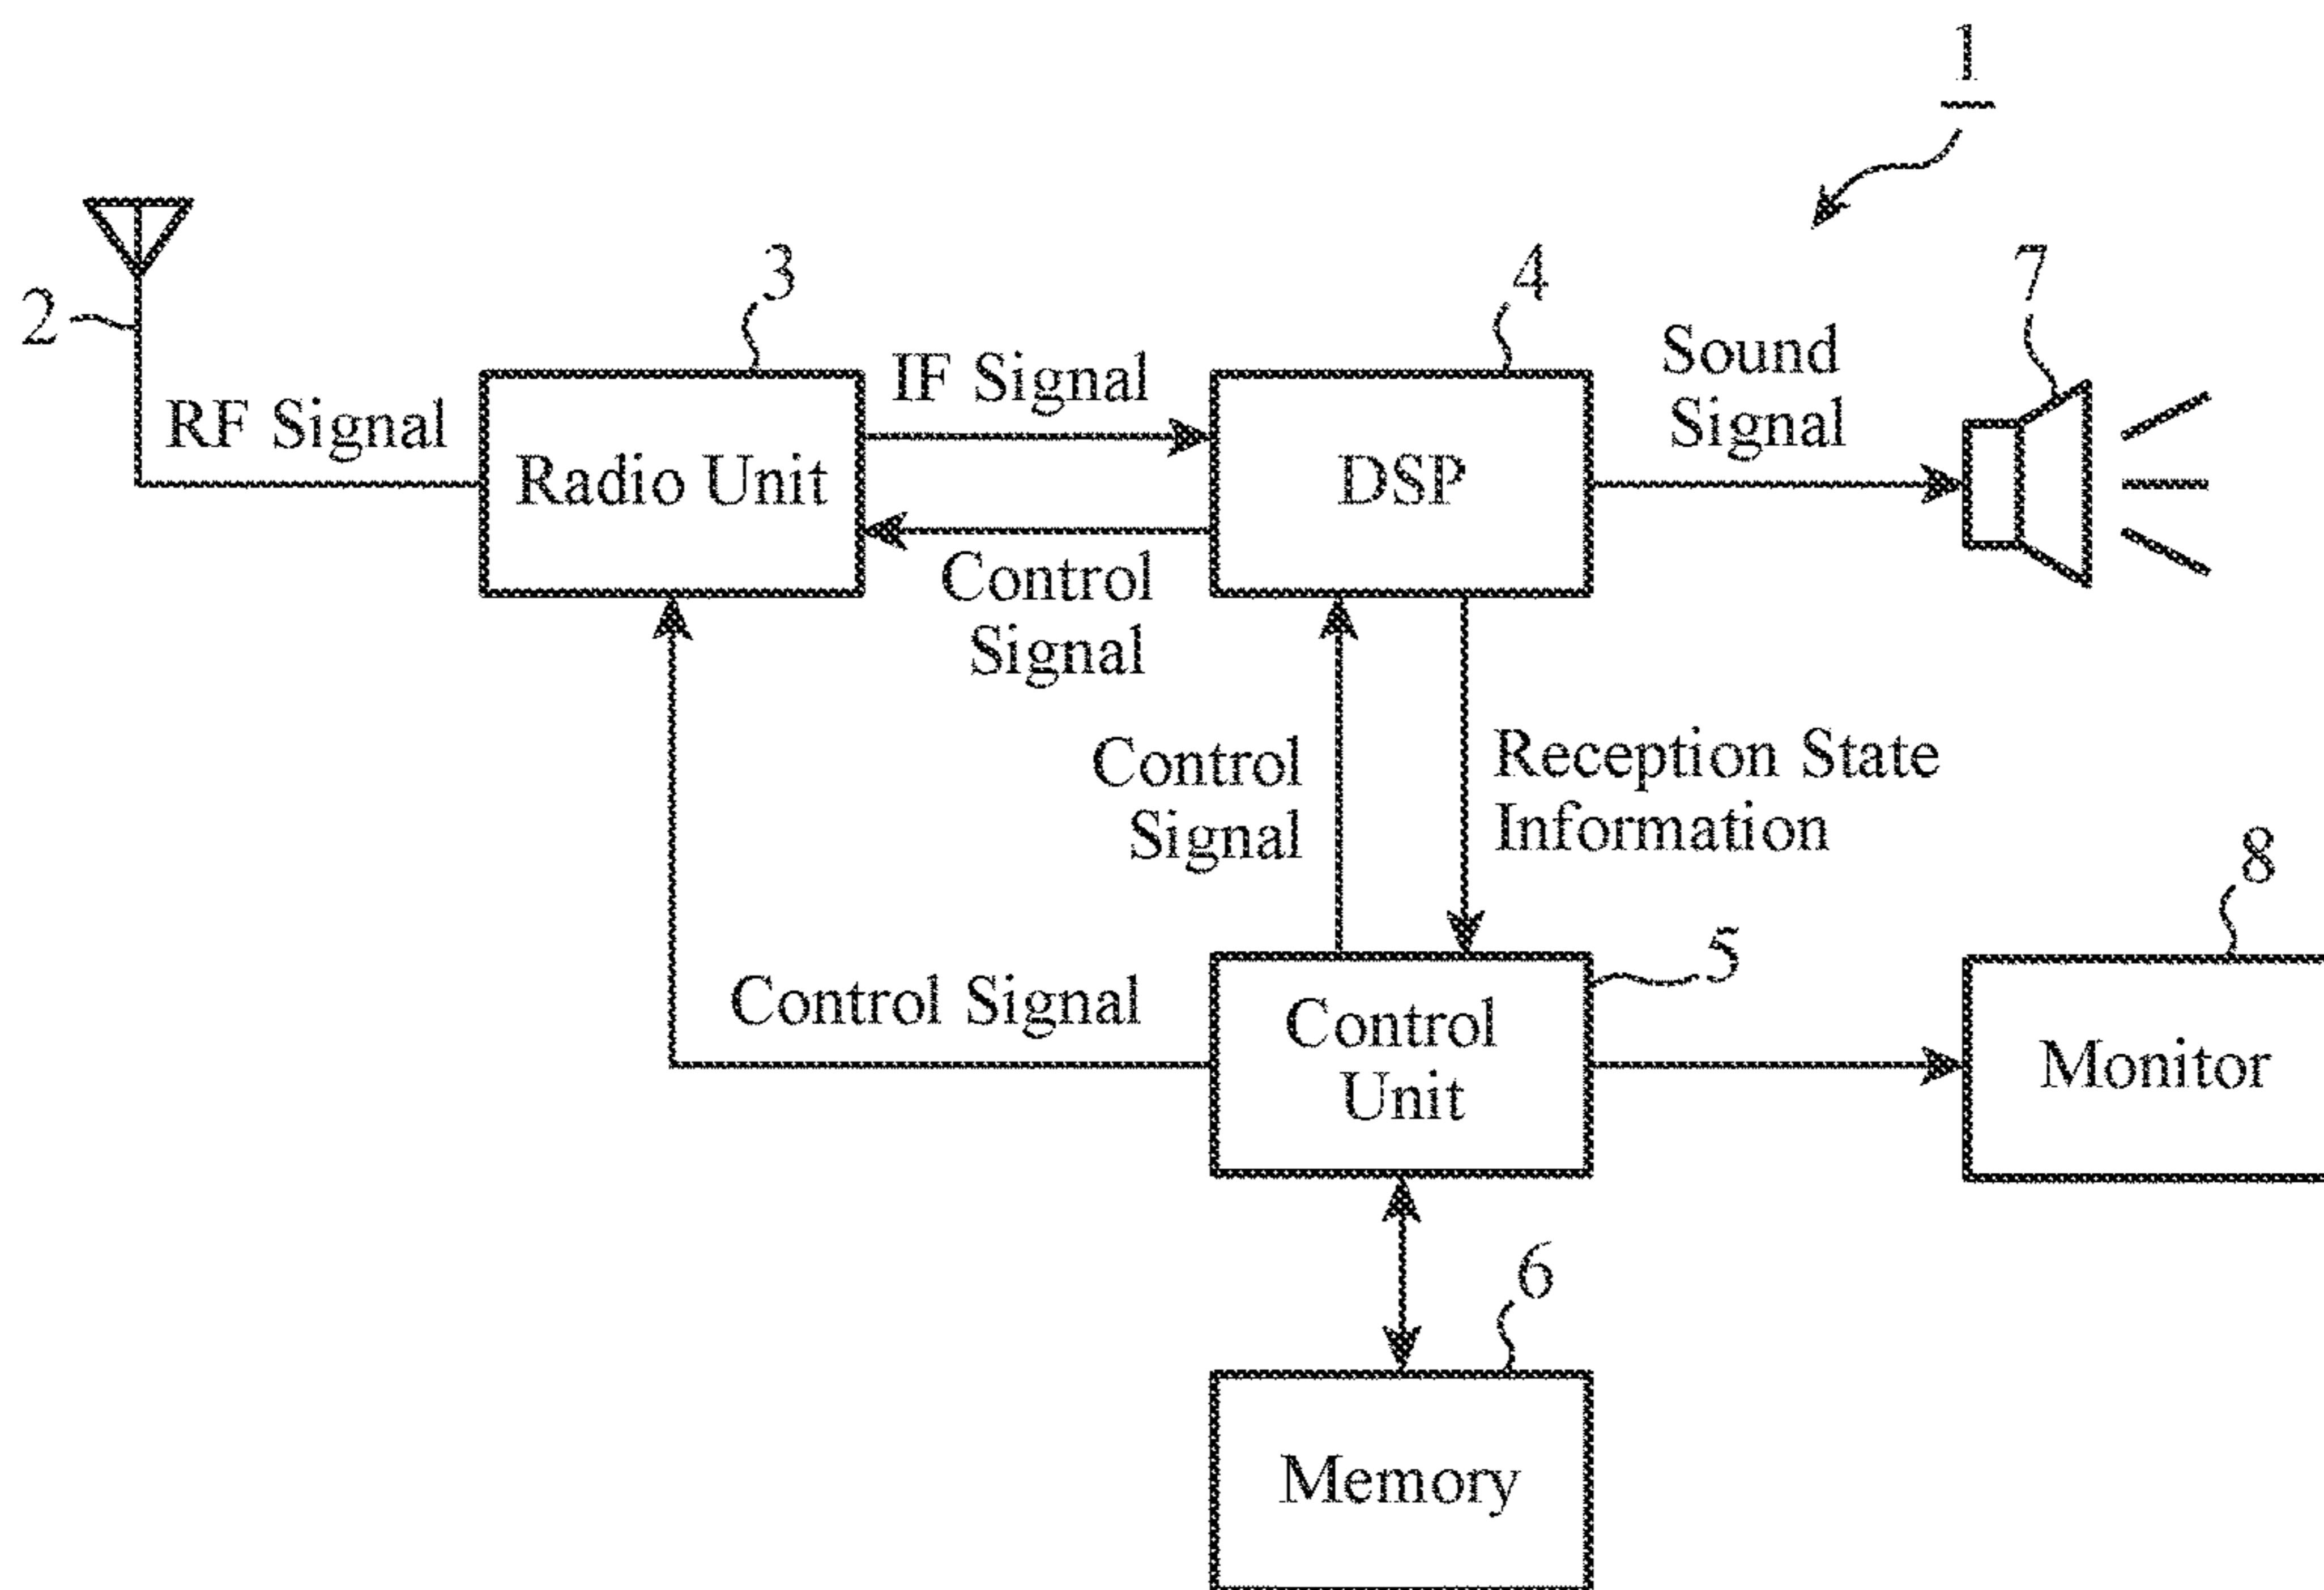 1
2
3
4
7
RF Signal
IF Signal
Sound
Signal
Radio Unit
DSP
Control
Signal
Control
Signal
Reception State
Information
8
5
Control Signal
Control
Unit
Monitor
6
Memory